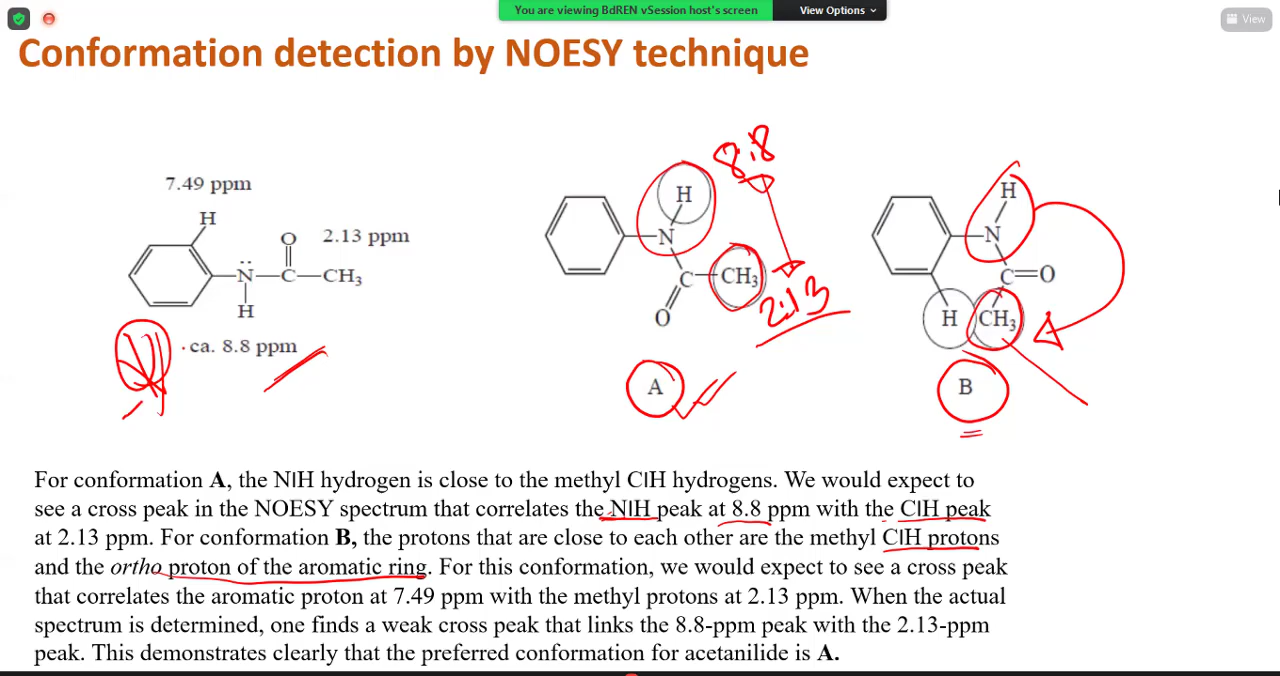 You are viewing BdREN vSession host's screen
View Options
View
Conformation detection by NOESY technique
7.49 ppm
H
O
2.13 ppm
N—C—CH₃
H
ca. 8.8 ppm
H
N
C
CH₃
O
8.8
2.13
A
H
N
C=O
H
CH₃
B
For conformation A, the N|H hydrogen is close to the methyl C|H hydrogens. We would expect to
see a cross peak in the NOESY spectrum that correlates the N|H peak at 8.8 ppm with the C|H peak
at 2.13 ppm. For conformation B, the protons that are close to each other are the methyl C|H protons
and the ortho proton of the aromatic ring. For this conformation, we would expect to see a cross peak
that correlates the aromatic proton at 7.49 ppm with the methyl protons at 2.13 ppm. When the actual
spectrum is determined, one finds a weak cross peak that links the 8.8-ppm peak with the 2.13-ppm
peak. This demonstrates clearly that the preferred conformation for acetanilide is A.